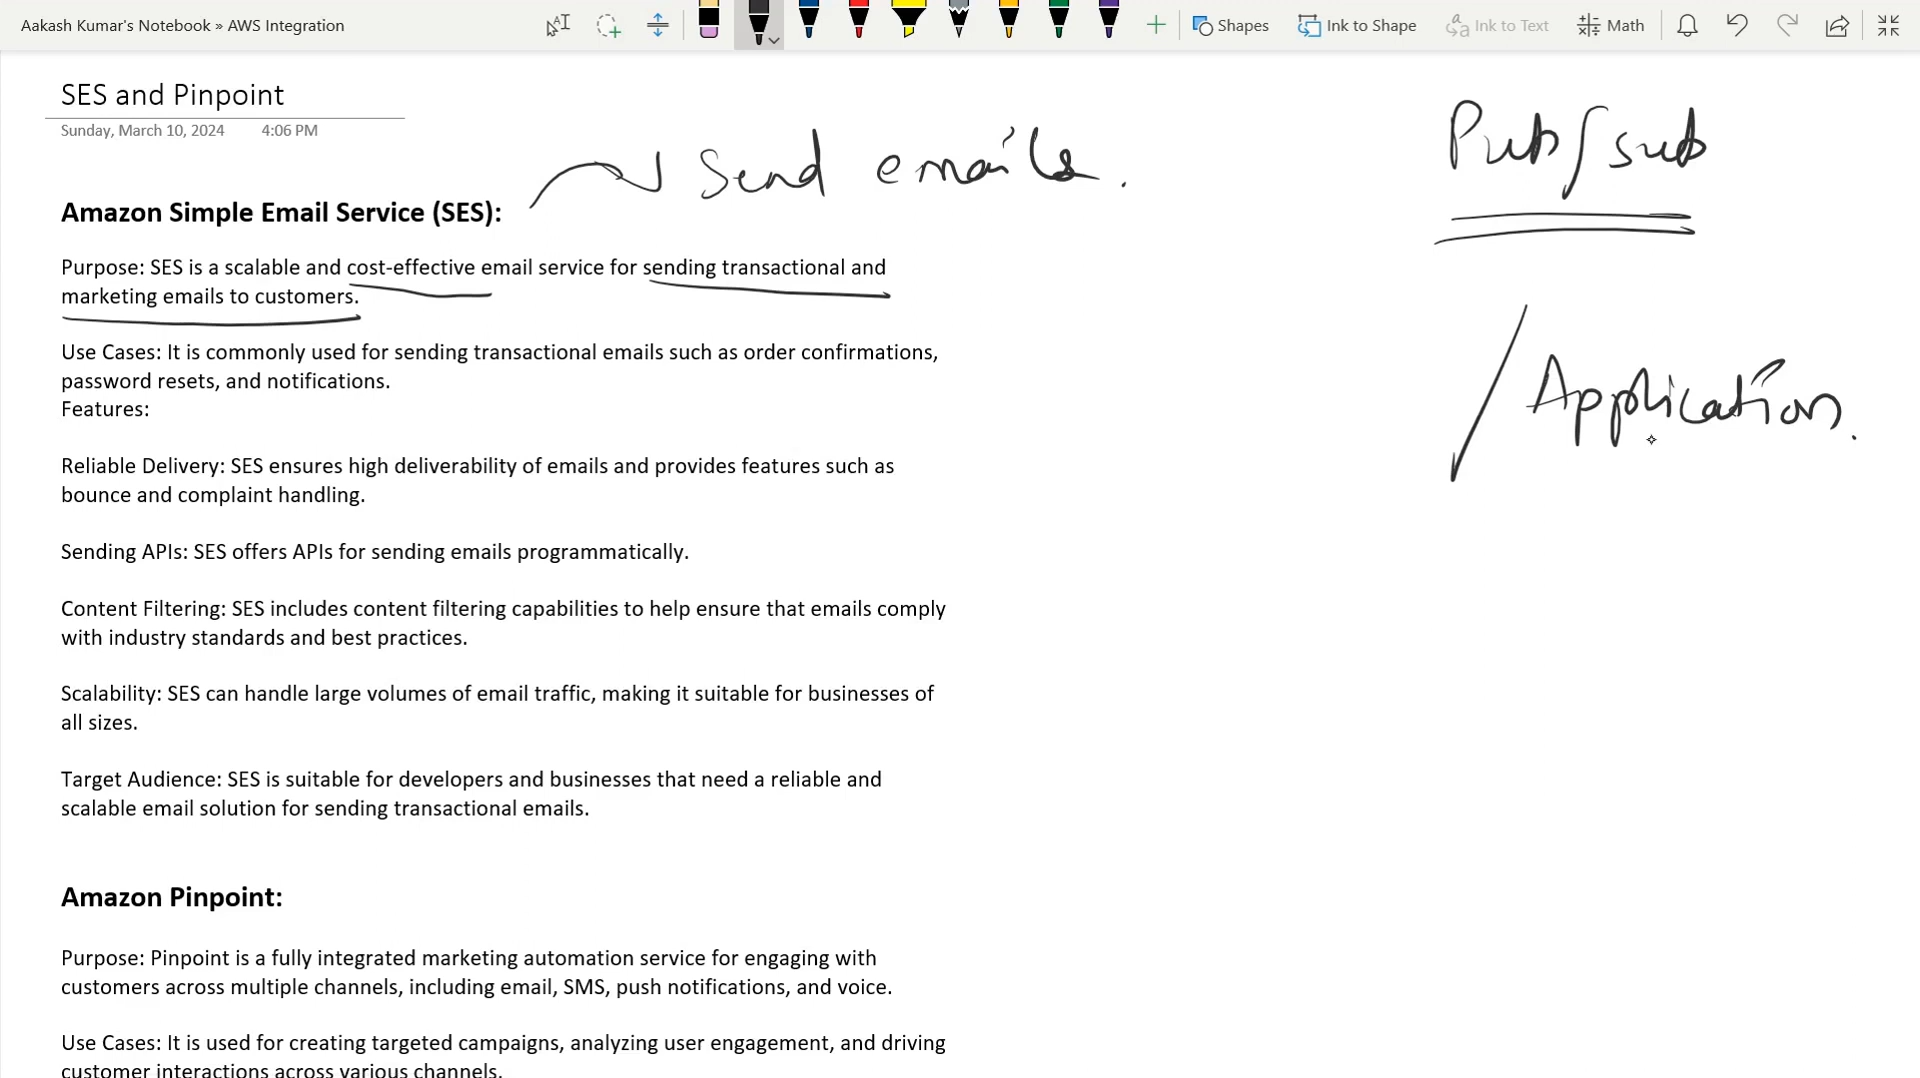 Aakash Kumar's Notebook » AWS Integration
Shapes
Ink to Shape
Ink to Text
Math
SES and Pinpoint
Sunday, March 10, 2024 4:06 PM
Send emails.
Pub/sub
Amazon Simple Email Service (SES):
Purpose: SES is a scalable and cost-effective email service for sending transactional and
marketing emails to customers.
Use Cases: It is commonly used for sending transactional emails such as order confirmations,
password resets, and notifications.
Features:
Application.
Reliable Delivery: SES ensures high deliverability of emails and provides features such as
bounce and complaint handling.
Sending APIs: SES offers APIs for sending emails programmatically.
Content Filtering: SES includes content filtering capabilities to help ensure that emails comply
with industry standards and best practices.
Scalability: SES can handle large volumes of email traffic, making it suitable for businesses of
all sizes.
Target Audience: SES is suitable for developers and businesses that need a reliable and
scalable email solution for sending transactional emails.
Amazon Pinpoint:
Purpose: Pinpoint is a fully integrated marketing automation service for engaging with
customers across multiple channels, including email, SMS, push notifications, and voice.
Use Cases: It is used for creating targeted campaigns, analyzing user engagement, and driving
customer interactions across various channels.